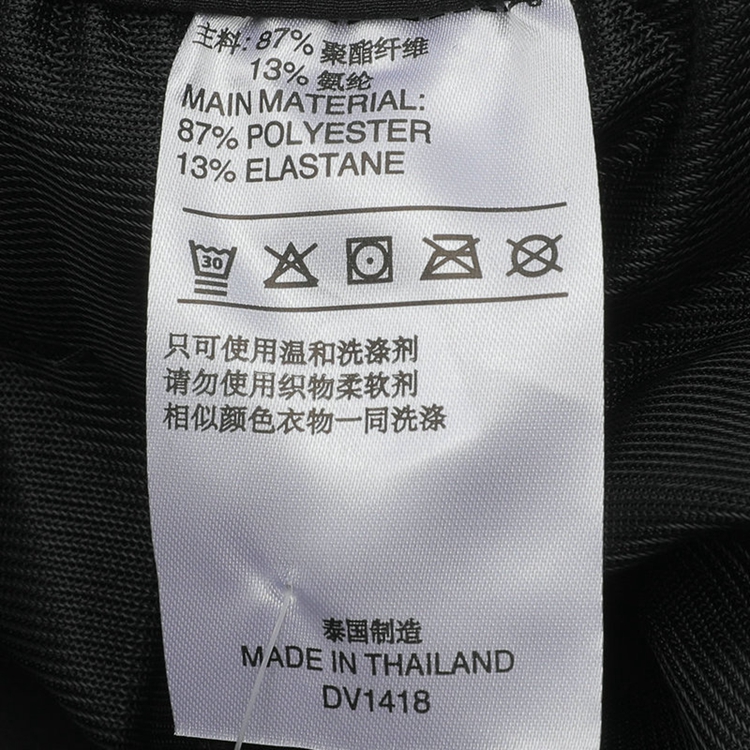 主料: 87% 聚酯纤维
13% 氨纶
MAIN MATERIAL:
87% POLYESTER
13% ELASTANE
30
只可使用温和洗涤剂
请勿使用织物柔软剂
相似颜色衣物一同洗涤
泰国制造
MADE IN THAILAND
DV1418